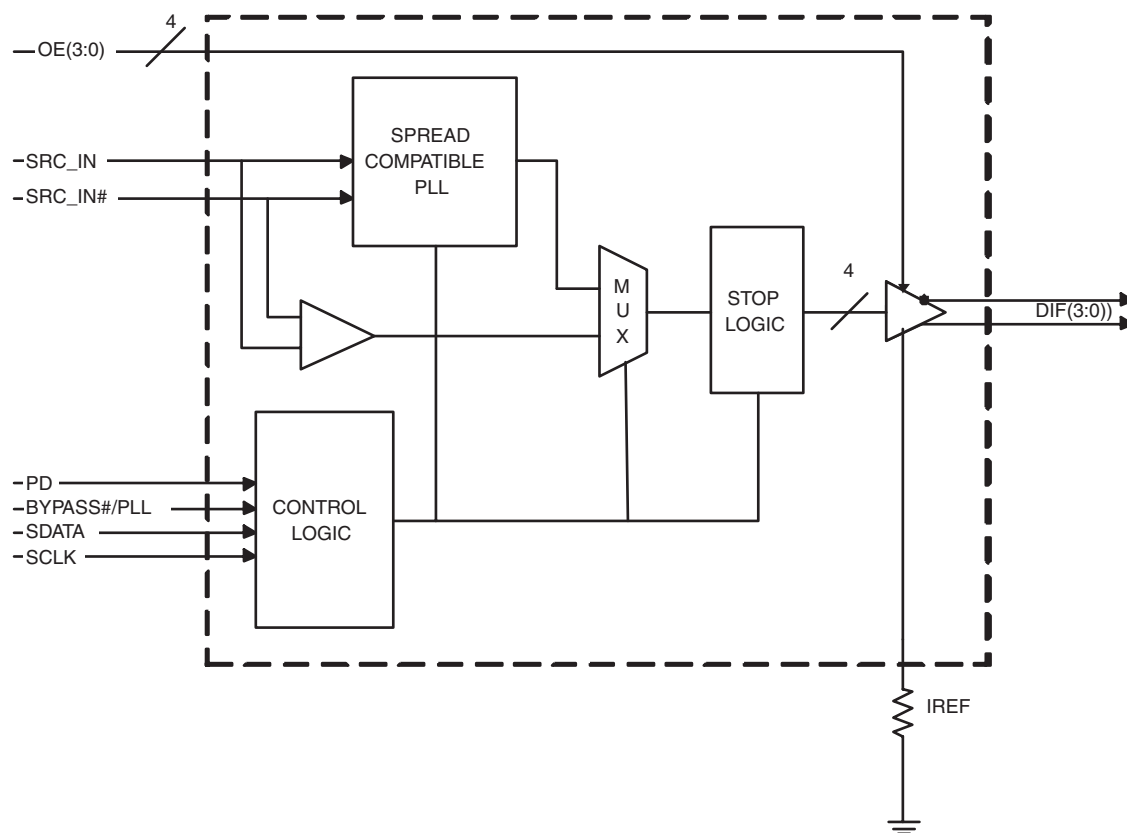 4
OE(3:0)
SPREAD
COMPATIBLE
PLL
SRC_IN
SRC_IN#
M
U
X
STOP
LOGIC
4
DIF(3:0))
PD
BYPASS#/PLL
SDATA
SCLK
CONTROL
LOGIC
IREF